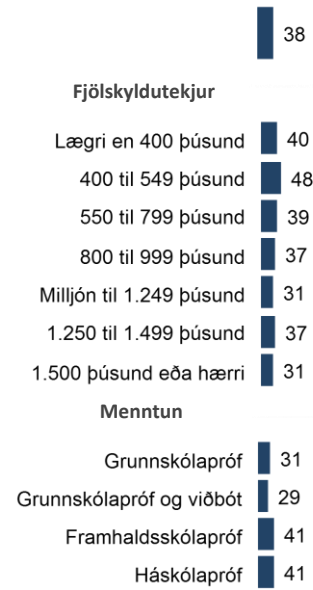 38
Fjölskyldutekjur
Lægri en 400 þúsund 40
400 til 549 þúsund 48
550 til 799 þúsund 39
800 til 999 þúsund 37
Milljón til 1.249 þúsund 31
1.250 til 1.499 þúsund 37
1.500 þúsund eða hærri 31
Menntun
Grunnskólapróf 31
Grunnskólapróf og viðbót 29
Framhaldsskólapróf 41
Háskólapróf 41